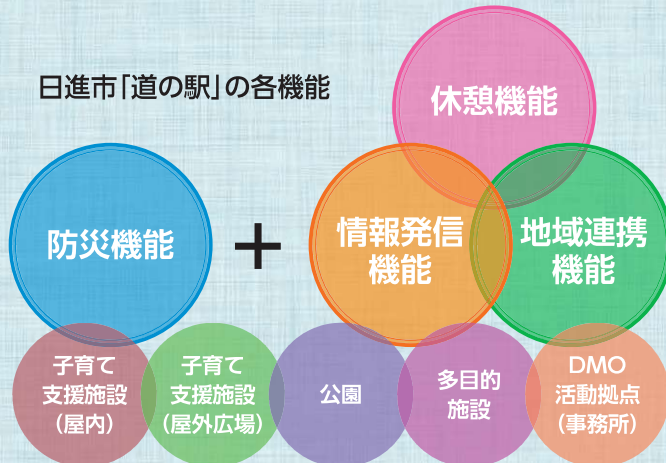 日進市「道の駅」の各機能
休憩機能
防災機能
+
情報発信
機能
地域連携
機能
子育て
支援施設
（屋内）
子育て
支援施設
（屋外広場）
公園
多目的
施設
DMO
活動拠点
（事務所）